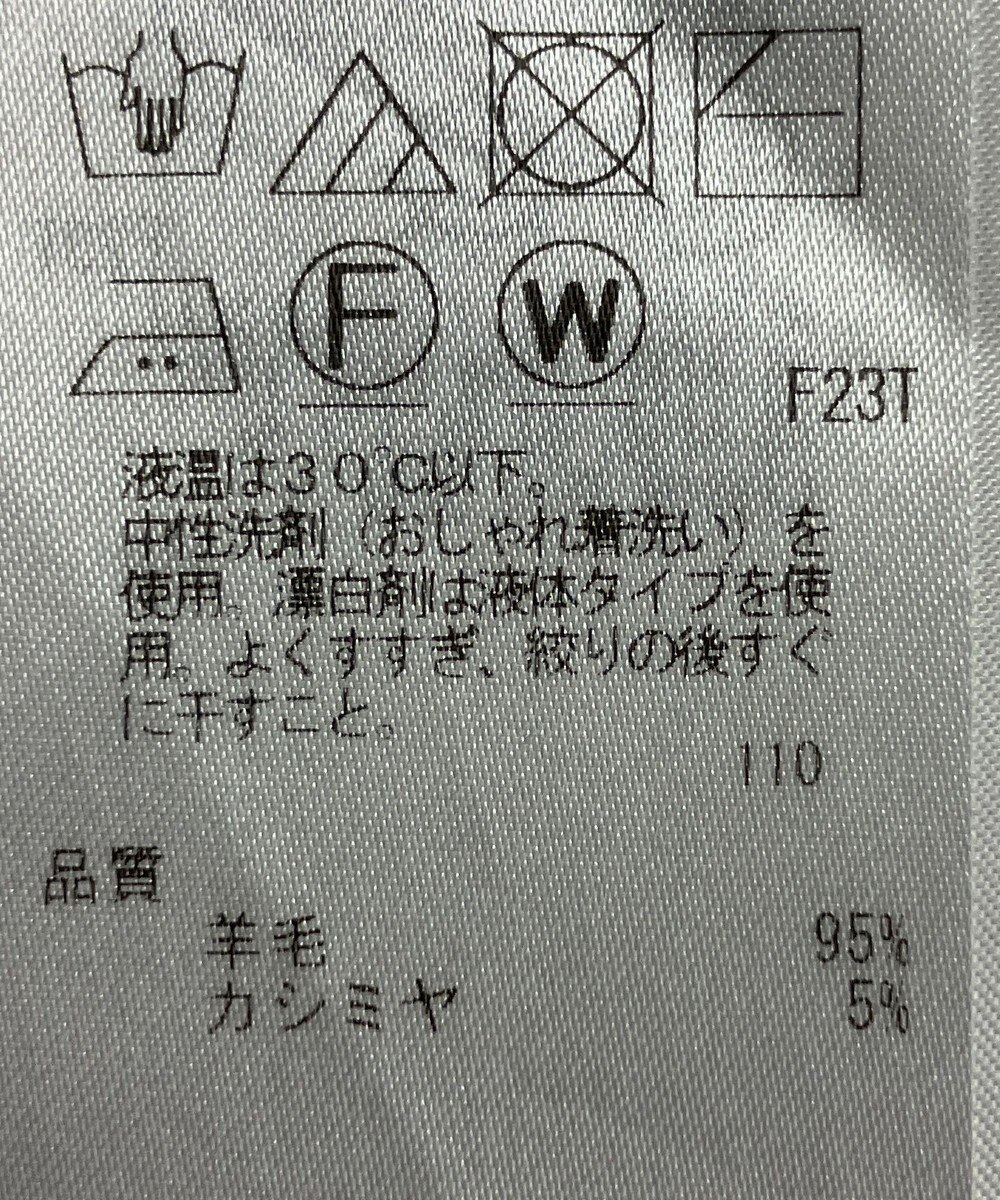 F W
F23T
液温は30℃以下。
中性洗剤（おしゃれ着洗い）を
使用。漂白剤は液体タイプを使
用。よくすすぎ、絞りの後すぐ
に干すこと。
110
品質
羊毛 95%
カシミヤ 5%